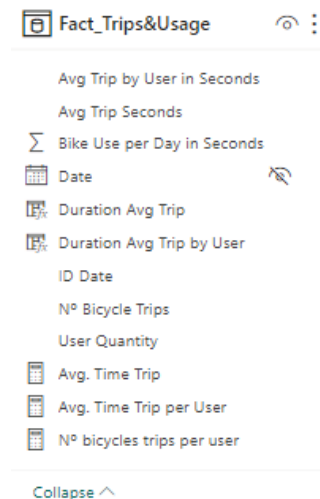 Fact_Trips&Usage
Avg Trip by User in Seconds
Avg Trip Seconds
Bike Use per Day in Seconds
Date
Duration Avg Trip
Duration Avg Trip by User
ID Date
Nº Bicycle Trips
User Quantity
Avg. Time Trip
Avg. Time Trip per User
Nº bicycles trips per user
Collapse